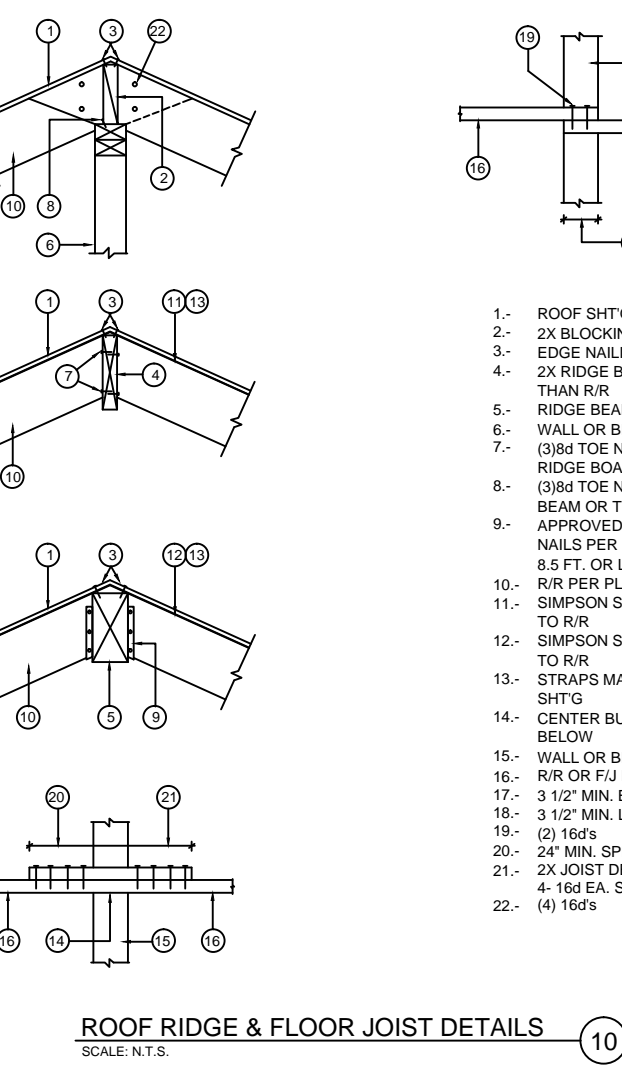 1 3 22
10 8 2
6
19
16
1 3 11 13
7 4
10
1 3 12 13
10 5 9
20 21
16 14 15 16
1.- ROOF SHT'G
2.- 2X BLOCKIN
3.- EDGE NAILI
4.- 2X RIDGE B
THAN R/R
5.- RIDGE BEA
6.- WALL OR B
7.- (3)8d TOE N
RIDGE BOA
8.- (3)8d TOE N
BEAM OR T
9.- APPROVED
NAILS PER
8.5 FT. OR L
10.- R/R PER PL
11.- SIMPSON S
TO R/R
12.- SIMPSON S
TO R/R
13.- STRAPS MA
SHT'G
14.- CENTER BU
BELOW
15.- WALL OR B
16.- R/R OR F/J
17.- 3 1/2" MIN. B
18.- 3 1/2" MIN. L
19.- (2) 16d's
20.- 24" MIN. SP
21.- 2X JOIST D
4- 16d EA. S
22.- (4) 16d's
ROOF RIDGE & FLOOR JOIST DETAILS 10
SCALE: N.T.S.